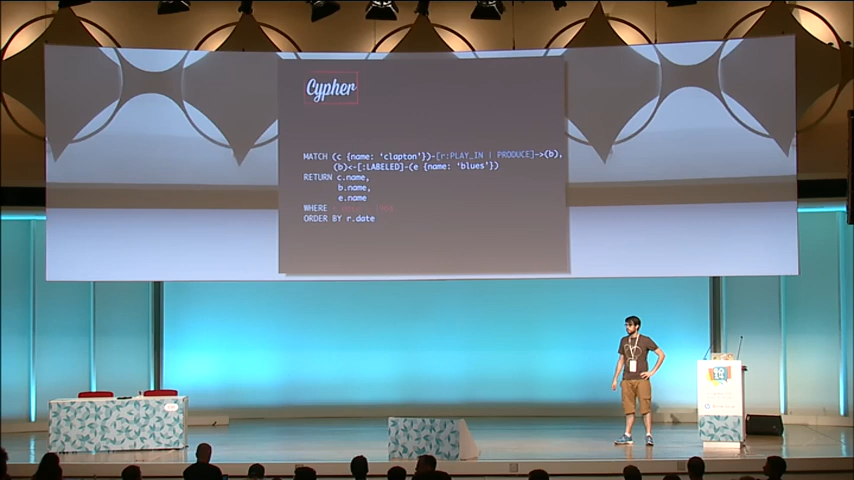 Cypher
MATCH (c {name: 'clapton'})-[r:PLAY_IN | PRODUCE]->(b),
(b)<-[:LABELED]-(e {name: 'blues'})
RETURN c.name,
b.name,
e.name
WHERE
ORDER BY r.date